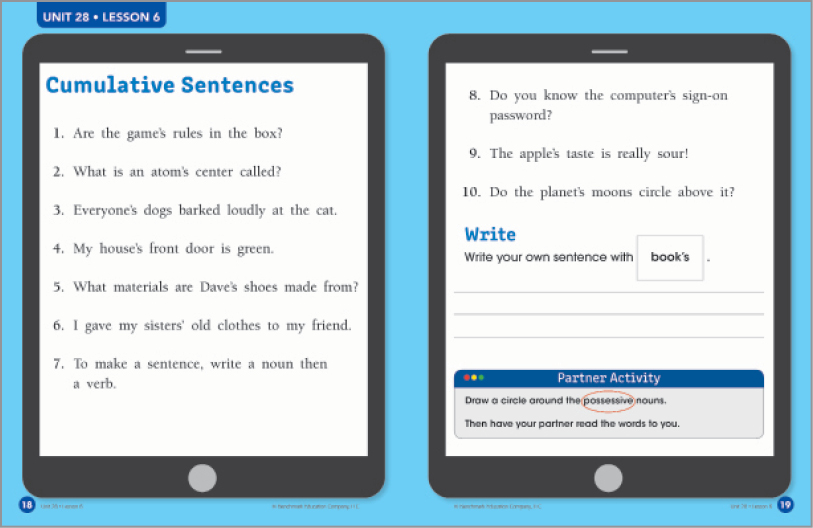 UNIT 28 • LESSON 6
Cumulative Sentences
1. Are the game's rules in the box?
2. What is an atom's center called?
3. Everyone's dogs barked loudly at the cat.
4. My house's front door is green.
5. What materials are Dave's shoes made from?
6. I gave my sisters' old clothes to my friend.
7. To make a sentence, write a noun then
a verb.
18 Unit 28 • Lesson 6
© Benchmark Education Company, LLC
8. Do you know the computer's sign-on
password?
9. The apple's taste is really sour!
10. Do the planet's moons circle above it?
Write
Write your own sentence with book's .
Partner Activity
Draw a circle around the possessive nouns.
Then have your partner read the words to you.
© Benchmark Education Company, LLC
Unit 28 • Lesson 6 19